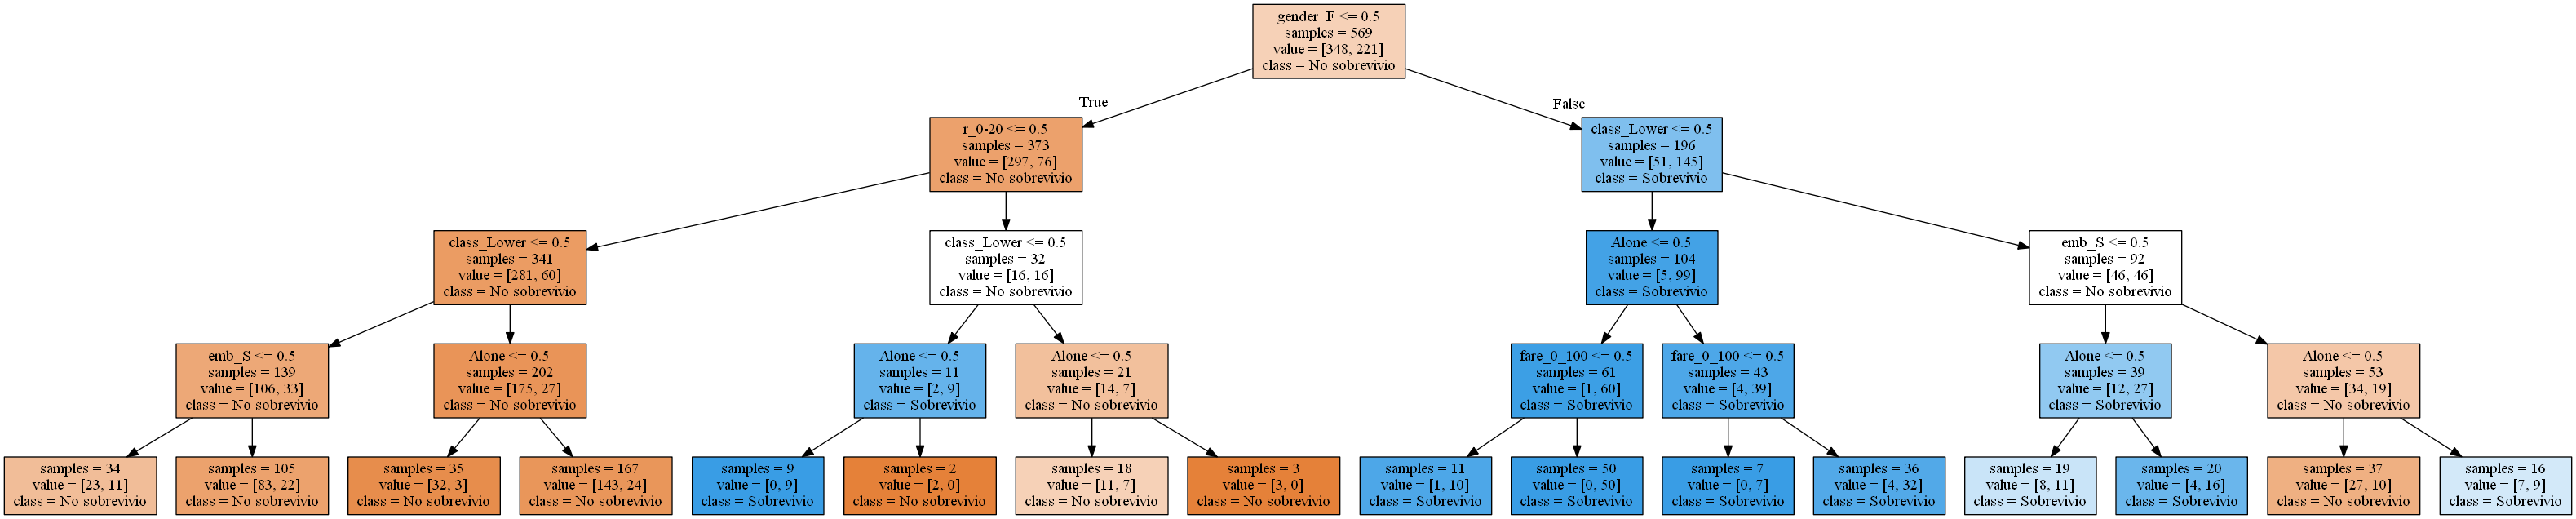 gender_F <= 0.5
samples = 569
value = [348, 221]
class = No sobrevivio
True
False
r_0-20 <= 0.5
samples = 373
value = [297, 76]
class = No sobrevivio
class_Lower <= 0.5
samples = 196
value = [51, 145]
class = Sobrevivio
class_Lower <= 0.5
samples = 341
value = [281, 60]
class = No sobrevivio
class_Lower <= 0.5
samples = 32
value = [16, 16]
class = No sobrevivio
Alone <= 0.5
samples = 104
value = [5, 99]
class = Sobrevivio
emb_S <= 0.5
samples = 92
value = [46, 46]
class = No sobrevivio
emb_S <= 0.5
samples = 139
value = [106, 33]
class = No sobrevivio
Alone <= 0.5
samples = 202
value = [175, 27]
class = No sobrevivio
Alone <= 0.5
samples = 11
value = [2, 9]
class = Sobrevivio
Alone <= 0.5
samples = 21
value = [14, 7]
class = No sobrevivio
fare_0_100 <= 0.5
samples = 61
value = [1, 60]
class = Sobrevivio
fare_0_100 <= 0.5
samples = 43
value = [4, 39]
class = Sobrevivio
Alone <= 0.5
samples = 39
value = [12, 27]
class = Sobrevivio
Alone <= 0.5
samples = 53
value = [34, 19]
class = No sobrevivio
samples = 34
value = [23, 11]
class = No sobrevivio
samples = 105
value = [83, 22]
class = No sobrevivio
samples = 35
value = [32, 3]
class = No sobrevivio
samples = 167
value = [143, 24]
class = No sobrevivio
samples = 9
value = [0, 9]
class = Sobrevivio
samples = 2
value = [2, 0]
class = No sobrevivio
samples = 18
value = [11, 7]
class = No sobrevivio
samples = 3
value = [3, 0]
class = No sobrevivio
samples = 11
value = [1, 10]
class = Sobrevivio
samples = 50
value = [0, 50]
class = Sobrevivio
samples = 7
value = [0, 7]
class = Sobrevivio
samples = 36
value = [4, 32]
class = Sobrevivio
samples = 19
value = [8, 11]
class = Sobrevivio
samples = 20
value = [4, 16]
class = Sobrevivio
samples = 37
value = [27, 10]
class = No sobrevivio
samples = 16
value = [7, 9]
class = Sobrevivio